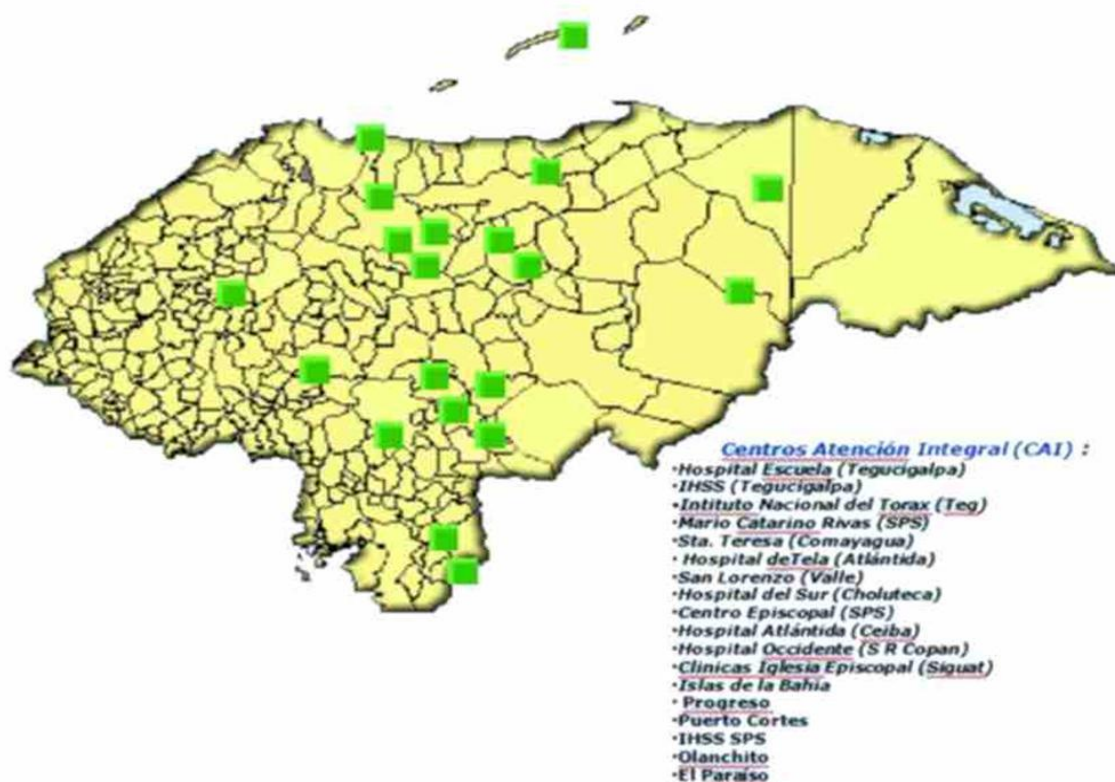 Centros Atención Integral (CAI) :
•Hospital Escuela (Tegucigalpa)
•IHSS (Tegucigalpa)
•Intituto Nacional del Torax (Teg)
•Mario Catarino Rivas (SPS)
•Sta. Teresa (Comayagua)
• Hospital deTela (Atlántida)
•San Lorenzo (Valle)
•Hospital del Sur (Choluteca)
•Centro Episcopal (SPS)
•Hospital Atlántida (Ceiba)
•Hospital Occidente (S R Copan)
•Clinicas Iglesia Episcopal (Siguat)
•Islas de la Bahia
• Progreso
•Puerto Cortes
•IHSS SPS
•Olanchito
•El Paraíso